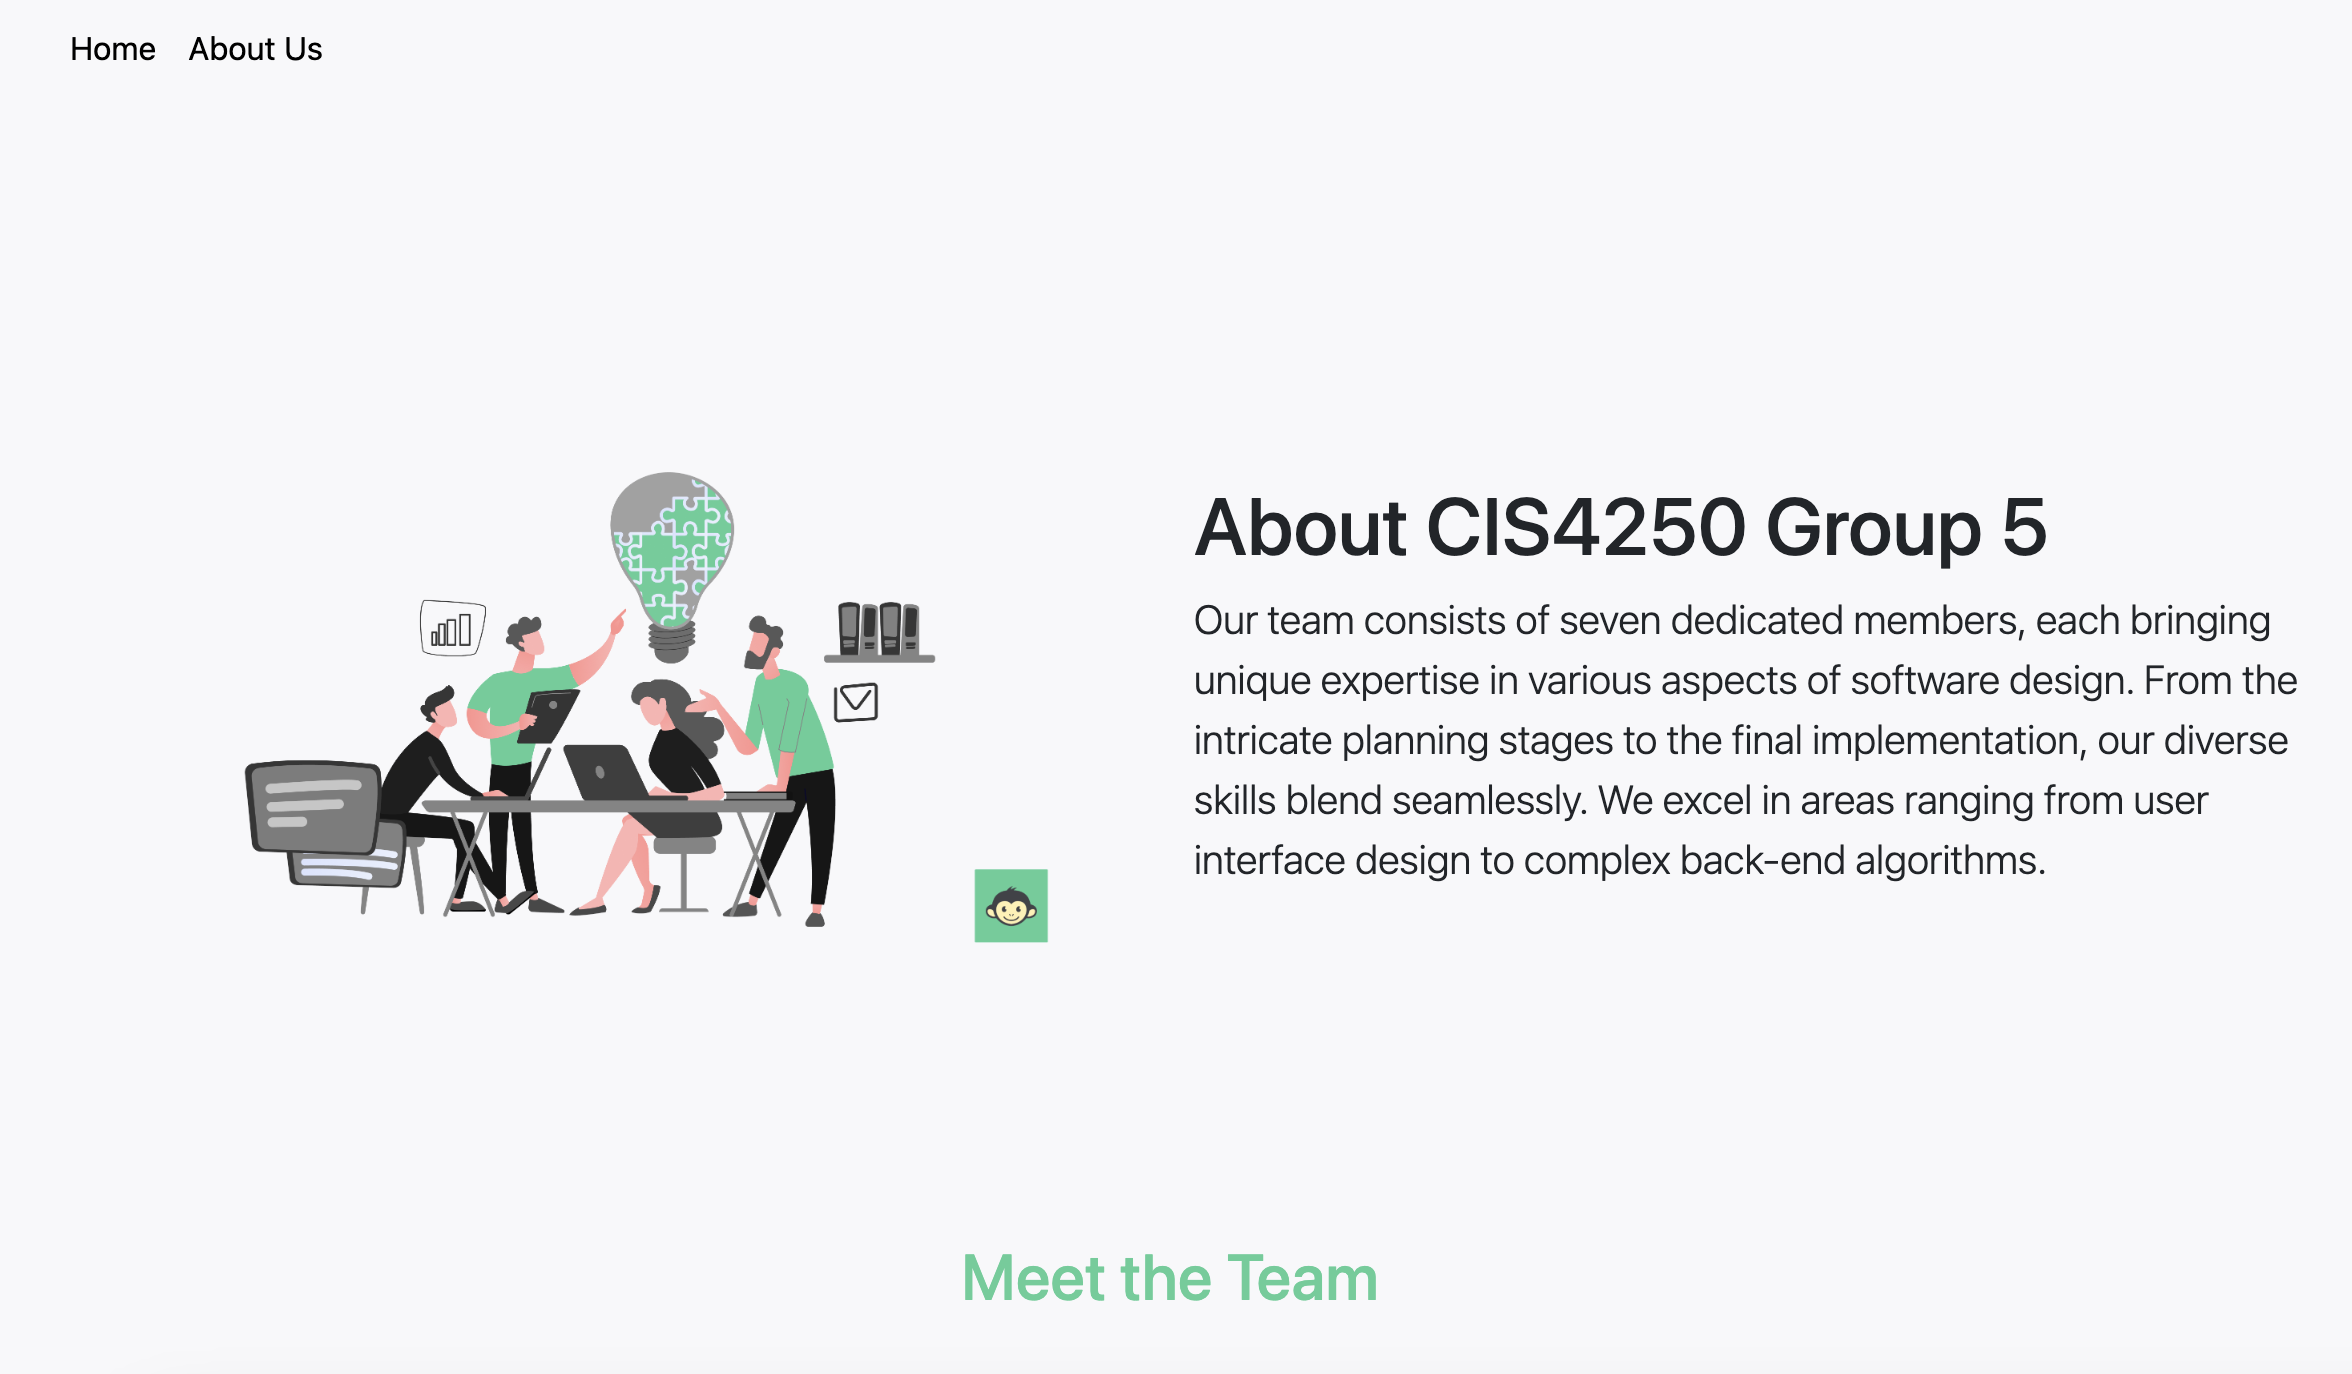 Home About Us
About CIS4250 Group 5
Our team consists of seven dedicated members, each bringing
unique expertise in various aspects of software design. From the
intricate planning stages to the final implementation, our diverse
skills blend seamlessly. We excel in areas ranging from user
interface design to complex back-end algorithms.
Meet the Team